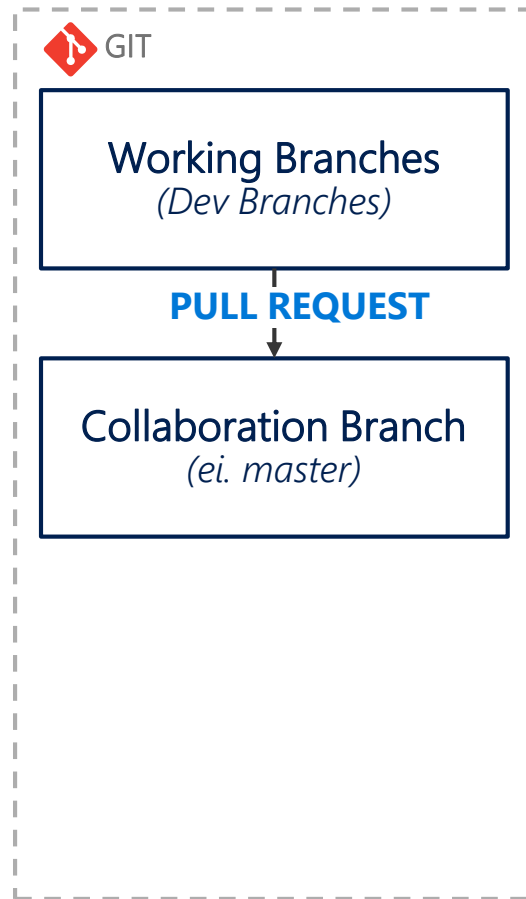 GIT
Working Branches
(Dev Branches)
PULL REQUEST
Collaboration Branch
(ei. master)